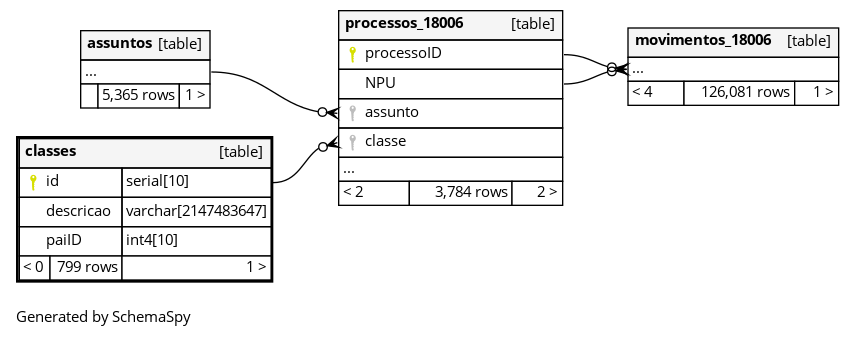 assuntos [table]
...
5,365 rows 1 >
classes [table]
id serial[10]
descricao varchar[2147483647]
paiID int4[10]
< 0 799 rows 1 >
processos_18006 [table]
processoID
NPU
assunto
classe
...
< 2 3,784 rows 2 >
movimentos_18006 [table]
...
< 4 126,081 rows 1 >
Generated by SchemaSpy